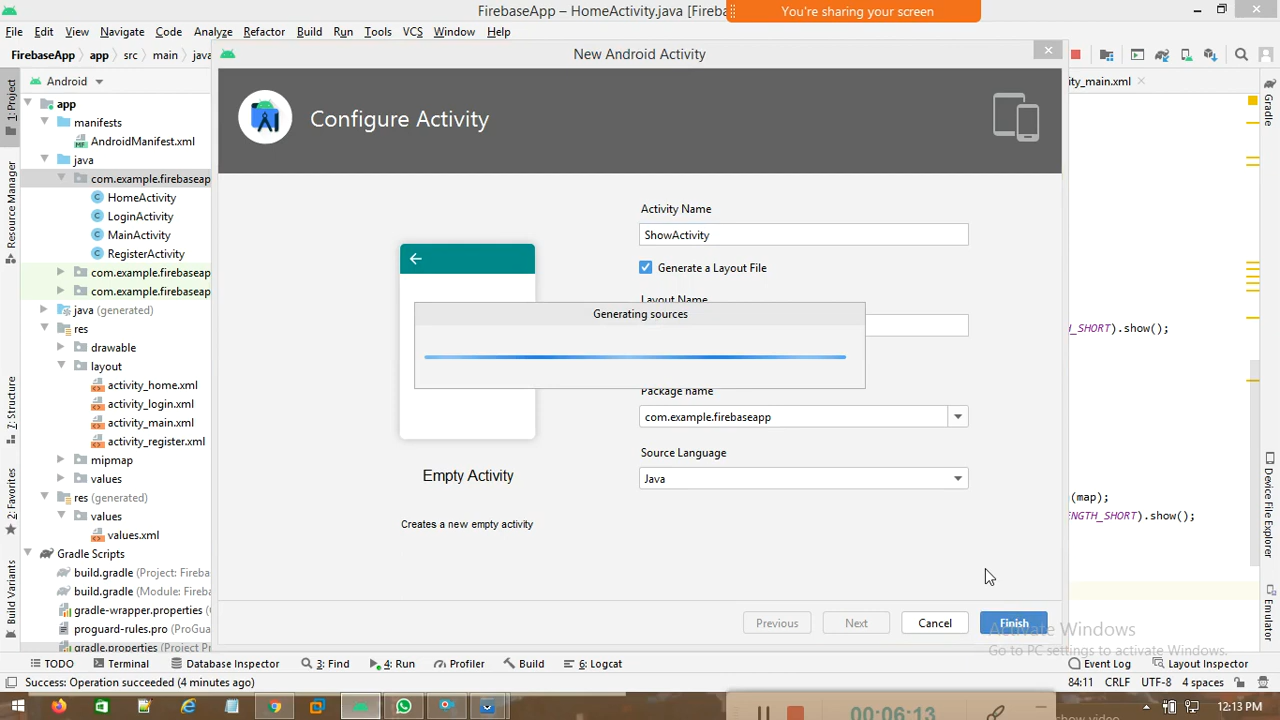 FirebaseApp – HomeActivity.java [Fireba
You're sharing your screen
File Edit View Navigate Code Analyze Refactor Build Run Tools VCS Window Help
FirebaseApp app src main java
New Android Activity
ity_main.xml
Android
Configure Activity
1: Project
Resource Manager
Z: Structure
2: Favorites
Build Variants
app
manifests
AndroidManifest.xml
java
com.example.firebaseap
HomeActivity
LoginActivity
MainActivity
RegisterActivity
com.example.firebaseap
com.example.firebaseap
java (generated)
res
drawable
layout
activity_home.xml
activity_login.xml
activity_main.xml
activity_register.xml
mipmap
values
res (generated)
values
values.xml
Gradle Scripts
build.gradle (Project: Fireba
build.gradle (Module: Fireb
gradle-wrapper.properties
proguard-rules.pro (ProGu
gradle.properties (Project P
Activity Name
ShowActivity
Generate a Layout File
Layout Name
Generating sources
Package name
com.example.firebaseapp
Source Language
Java
Empty Activity
Creates a new empty activity
Previous Next Cancel Finish
H_SHORT).show();
(map);
ENGTH_SHORT).show();
Gradle
Device File Explorer
Emulator
Activate Windows
Go to PC settings to activate Windows.
TODO Terminal Database Inspector 3: Find 4: Run Profiler Build 6: Logcat Event Log Layout Inspector
Success: Operation succeeded (4 minutes ago) 84:11 CRLF UTF-8 4 spaces
00:06:13
show video
12:13 PM